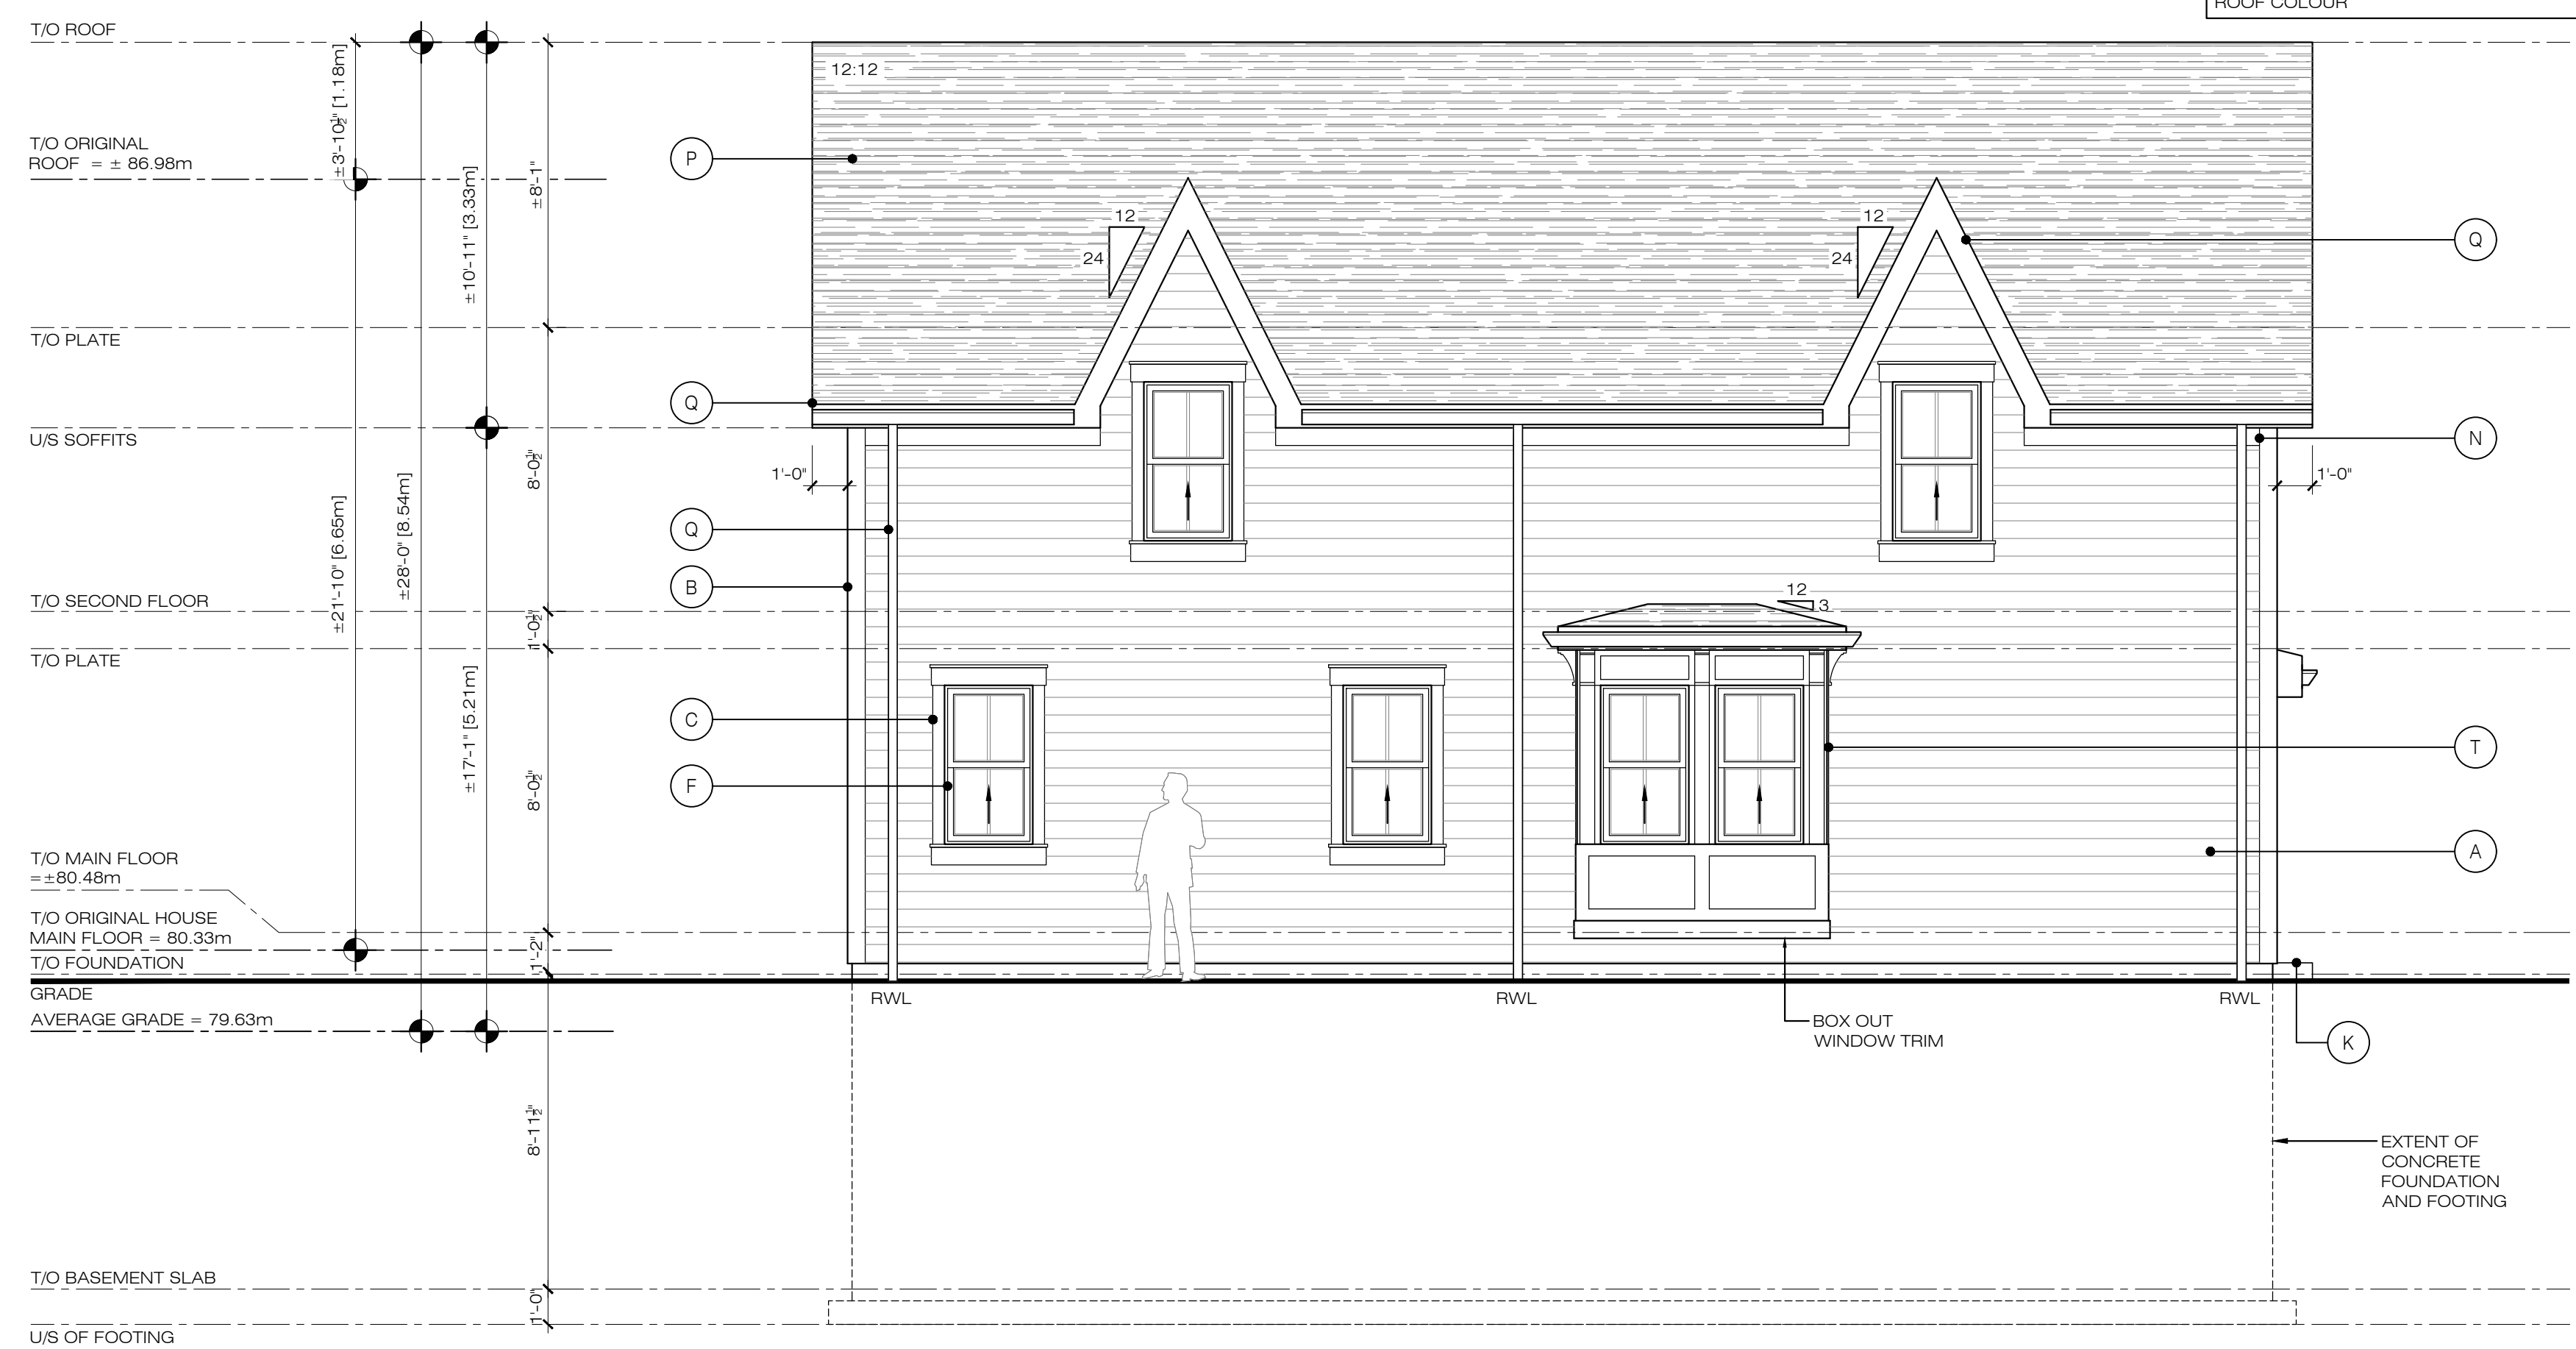 ROOF COLOUR
T/O ROOF
12:12
±3'-10½" [1.18m]
T/O ORIGINAL
ROOF = ± 86.98m
P
±10'-11" [3.33m]
±8'-1"
12
24
12
24
Q
T/O PLATE
Q
U/S SOFFITS
N
8'-0½"
1'-0"
1'-0"
±21'-10" [6.65m]
±28'-0" [8.54m]
Q
B
T/O SECOND FLOOR
12
3
1'-0½"
T/O PLATE
±17'-1" [5.21m]
C
T
8'-0½"
F
T/O MAIN FLOOR
=±80.48m
A
T/O ORIGINAL HOUSE
MAIN FLOOR = 80.33m
1'-2"
T/O FOUNDATION
GRADE
RWL
RWL
RWL
AVERAGE GRADE = 79.63m
BOX OUT
WINDOW TRIM
K
8'-11½"
EXTENT OF
CONCRETE
FOUNDATION
AND FOOTING
T/O BASEMENT SLAB
1'-0"
U/S OF FOOTING